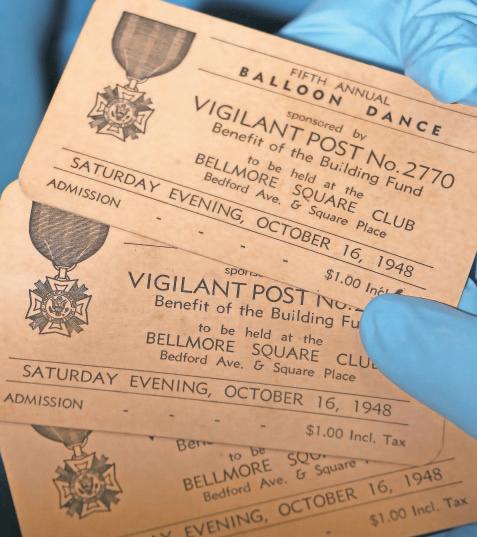 FIFTH ANNUAL
BALLOON DANCE
sponsored by
VIGILANT POST No. 2770
Benefit of the Building Fund
to be held at the
BELLMORE SQUARE CLUB
Bedford Ave. & Square Place
SATURDAY EVENING, OCTOBER 16, 1948
ADMISSION - - - - $1.00
VIGILANT POST
Benefit of the Building
to be held at the
BELLMORE SQUARE
Bedford Ave. & Square Place
SATURDAY EVENING, OCTOBER 16, 1948
ADMISSION - - - - $1.00 Incl. Tax
to be
BELLMORE
Bedford Ave. & Square
EVENING, OCTOBER 16, 1948
$1.00 Incl. Tax